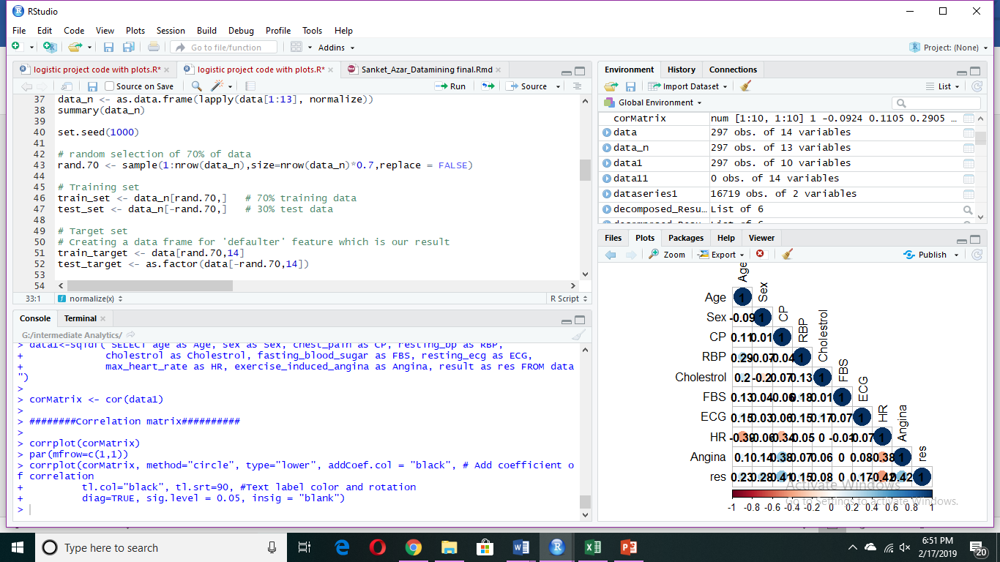 RStudio
File Edit Code View Plots Session Build Debug Profile Tools Help
Go to file/function Addins Project: (None)
logistic project code with plots.R* logistic project code with plots.R* Sanket_Azar_Datamining final.Rmd
Source on Save Run Source
37 data_n <- as.data.frame(lapply(data[1:13], normalize))
38 summary(data_n)
39
40 set.seed(1000)
41
42 # random selection of 70% of data
43 rand.70 <- sample(1:nrow(data_n),size=nrow(data_n)*0.7,replace = FALSE)
44
45 # Training set
46 train_set <- data_n[rand.70,] # 70% training data
47 test_set <- data_n[-rand.70,] # 30% test data
48
49 # Target set
50 # Creating a data frame for 'defaulter' feature which is our result
51 train_target <- data[rand.70,14]
52 test_target <- as.factor(data[-rand.70,14])
53
54
33:1 normalize(x) R Script
Console Terminal
G:/intermediate Analytics/
> data1<-sqldf( SELECT age as Age, sex as Sex, chest_pain as CP, resting_bp as RBP,
+ cholestrol as Cholestrol, fasting_blood_sugar as FBS, resting_ecg as ECG,
+ max_heart_rate as HR, exercise_induced_angina as Angina, result as res FROM data
")
>
> corMatrix <- cor(data1)
>
> ########Correlation matrix##########
>
> corrplot(corMatrix)
> par(mfrow=c(1,1))
> corrplot(corMatrix, method="circle", type="lower", addCoef.col = "black", # Add coefficient o
f correlation
+ tl.col="black", tl.srt=90, #Text label color and rotation
+ diag=TRUE, sig.level = 0.05, insig = "blank")
>
Environment History Connections
Import Dataset List
Global Environment
corMatrix num [1:10, 1:10] 1 -0.0924 0.1105 0.2905 ...
data 297 obs. of 14 variables
data_n 297 obs. of 13 variables
data1 297 obs. of 10 variables
data11 0 obs. of 14 variables
dataseries1 16719 obs. of 2 variables
decomposed_Resu… List of 6
Files Plots Packages Help Viewer
Zoom Export Publish
Age Sex CP RBP Cholestrol FBS ECG HR Angina res
Age 1
Sex -0.09 1
CP 0.11 0.01 1
RBP 0.29 -0.07 -0.04 1
Cholestrol 0.2 -0.2 0.07 0.13 1
FBS 0.13 0.04 -0.06 0.18 0.01 1
ECG 0.15 0.03 0.06 0.15 0.17 0.07 1
HR -0.39 -0.06 -0.34 -0.05 0 -0.01 -0.07 1
Angina 0.1 0.14 0.38 0.07 0.06 0 0.08 -0.38 1
res 0.23 0.28 0.41 0.15 0.08 0 0.17 -0.42 0.42 1
-1 -0.8 -0.6 -0.4 -0.2 0 0.2 0.4 0.6 0.8 1
Activate Windows
Go to Settings to activate Windows.
Type here to search
6:51 PM
2/17/2019
20